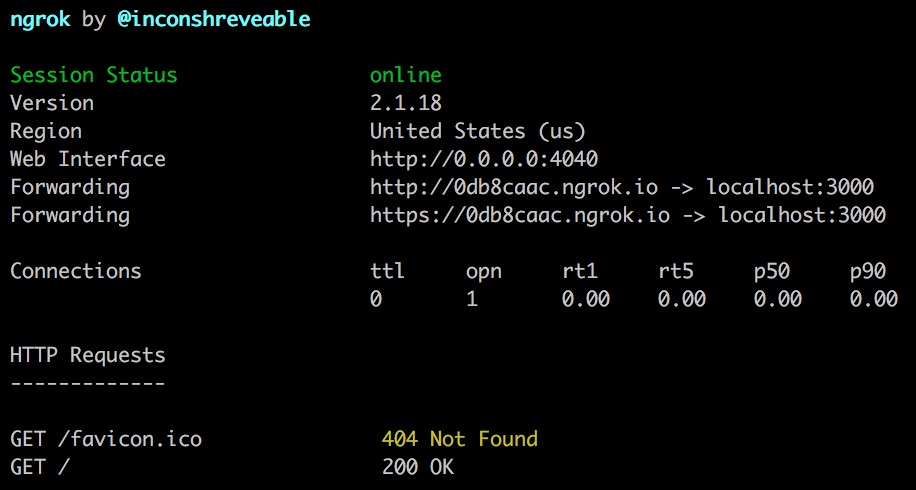 ngrok by @inconshreveable
Session Status online
Version 2.1.18
Region United States (us)
Web Interface http://0.0.0.0:4040
Forwarding http://0db8caac.ngrok.io -> localhost:3000
Forwarding https://0db8caac.ngrok.io -> localhost:3000
Connections ttl opn rt1 rt5 p50 p90
0 1 0.00 0.00 0.00 0.00
HTTP Requests
-------------
GET /favicon.ico 404 Not Found
GET / 200 OK